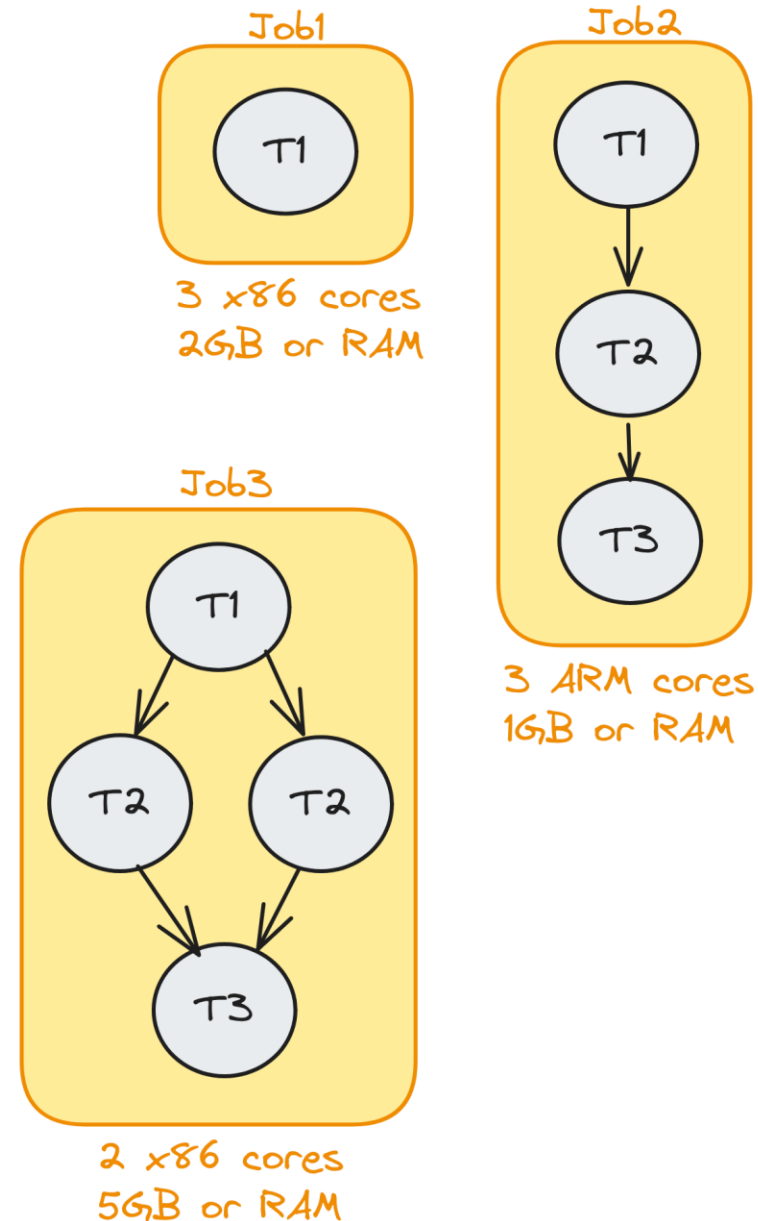 Job1
T1
3 x86 cores
2GB or RAM
Job2
T1
T2
T3
3 ARM cores
1GB or RAM
Job3
T1
T2
T2
T3
2 x86 cores
5GB or RAM